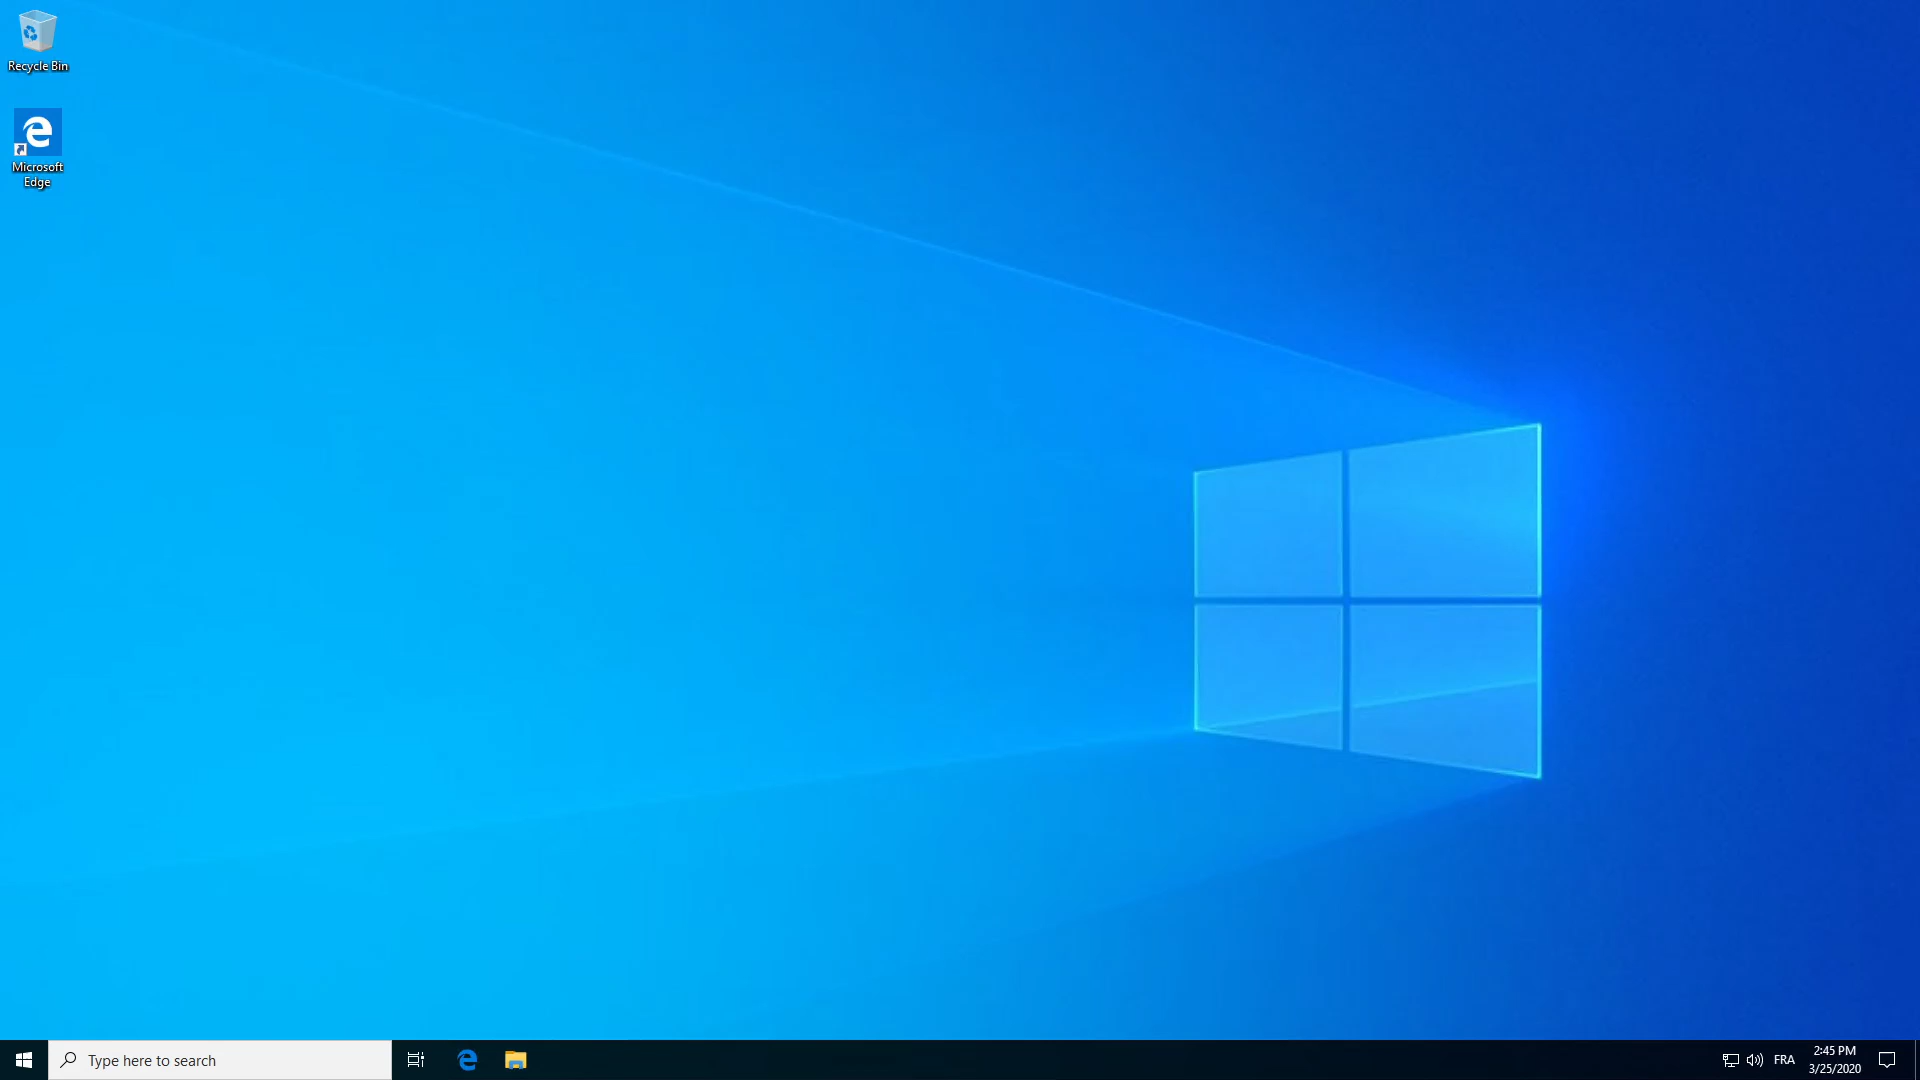 Recycle Bin
Microsoft
Edge
Type here to search
FRA
2:45 PM
3/25/2020